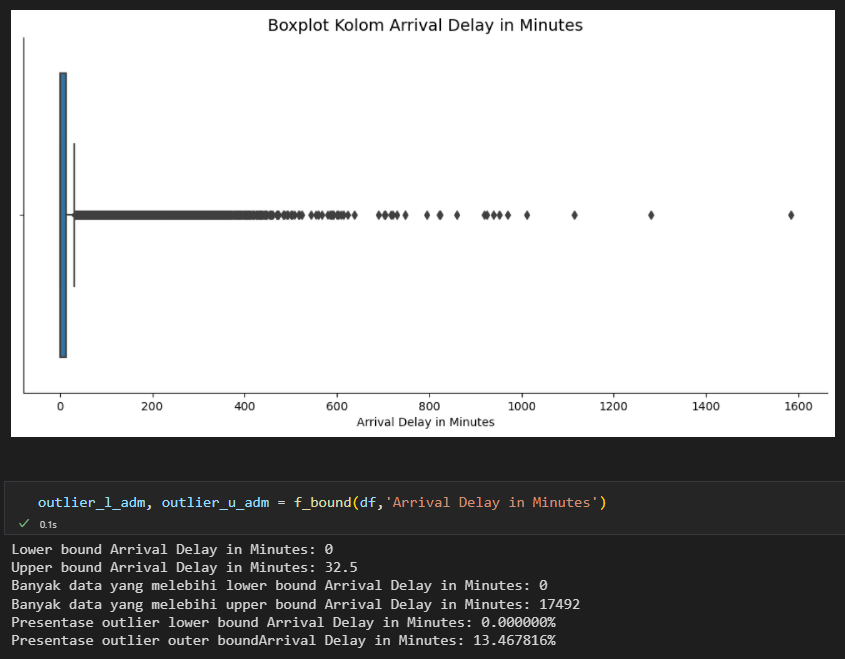 Boxplot Kolom Arrival Delay in Minutes
0 200 400 600 800 1000 1200 1400 1600
Arrival Delay in Minutes
outlier_l_adm, outlier_u_adm = f_bound(df,'Arrival Delay in Minutes')
✓ 0.1s
Lower bound Arrival Delay in Minutes: 0
Upper bound Arrival Delay in Minutes: 32.5
Banyak data yang melebihi lower bound Arrival Delay in Minutes: 0
Banyak data yang melebihi upper bound Arrival Delay in Minutes: 17492
Presentase outlier lower bound Arrival Delay in Minutes: 0.000000%
Presentase outlier outer boundArrival Delay in Minutes: 13.467816%